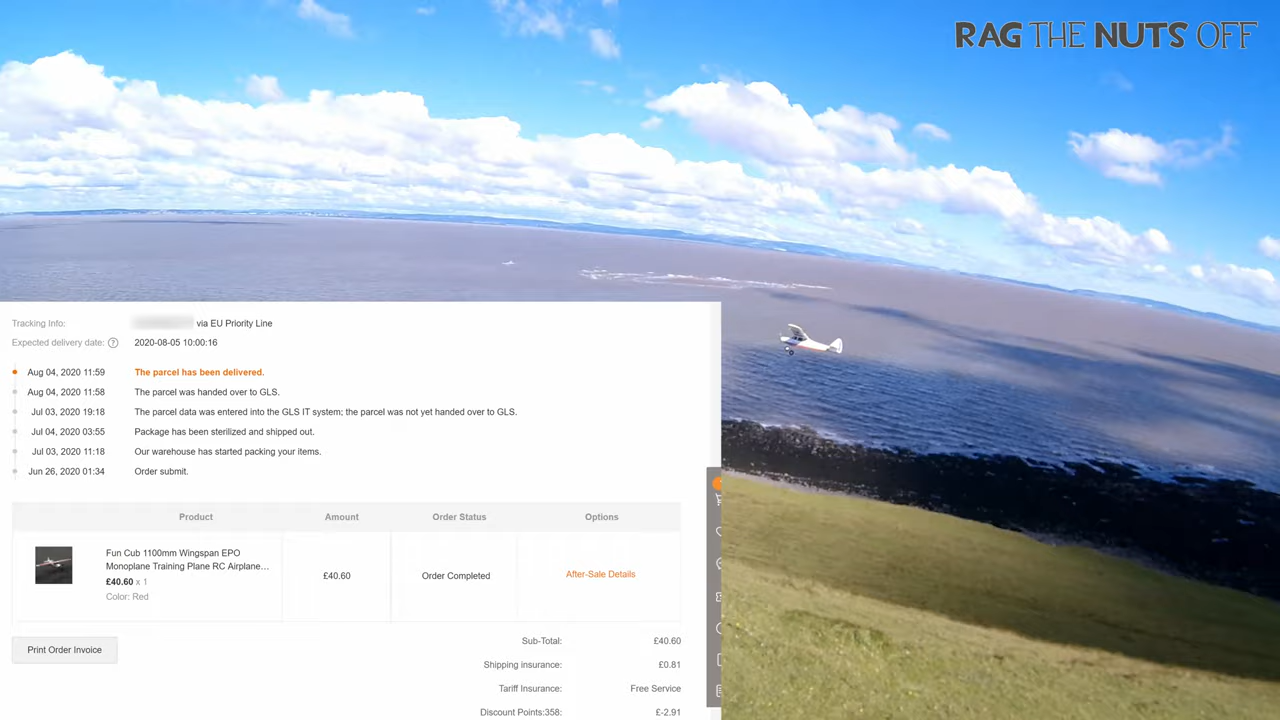 RAG THE NUTS OFF
Tracking Info: via EU Priority Line
Expected delivery date: ? 2020-08-05 10:00:16
Aug 04, 2020 11:59 The parcel has been delivered.
Aug 04, 2020 11:58 The parcel was handed over to GLS.
Jul 03, 2020 19:18 The parcel data was entered into the GLS IT system; the parcel was not yet handed over to GLS.
Jul 04, 2020 03:55 Package has been sterilized and shipped out.
Jul 03, 2020 11:18 Our warehouse has started packing your items.
Jun 26, 2020 01:34 Order submit.
Product Amount Order Status Options
Fun Cub 1100mm Wingspan EPO
Monoplane Training Plane RC Airplane…
£40.60 x 1
Color: Red
£40.60
Order Completed
After-Sale Details
Print Order Invoice
Sub-Total: £40.60
Shipping insurance: £0.81
Tariff Insurance: Free Service
Discount Points:358: £-2.91